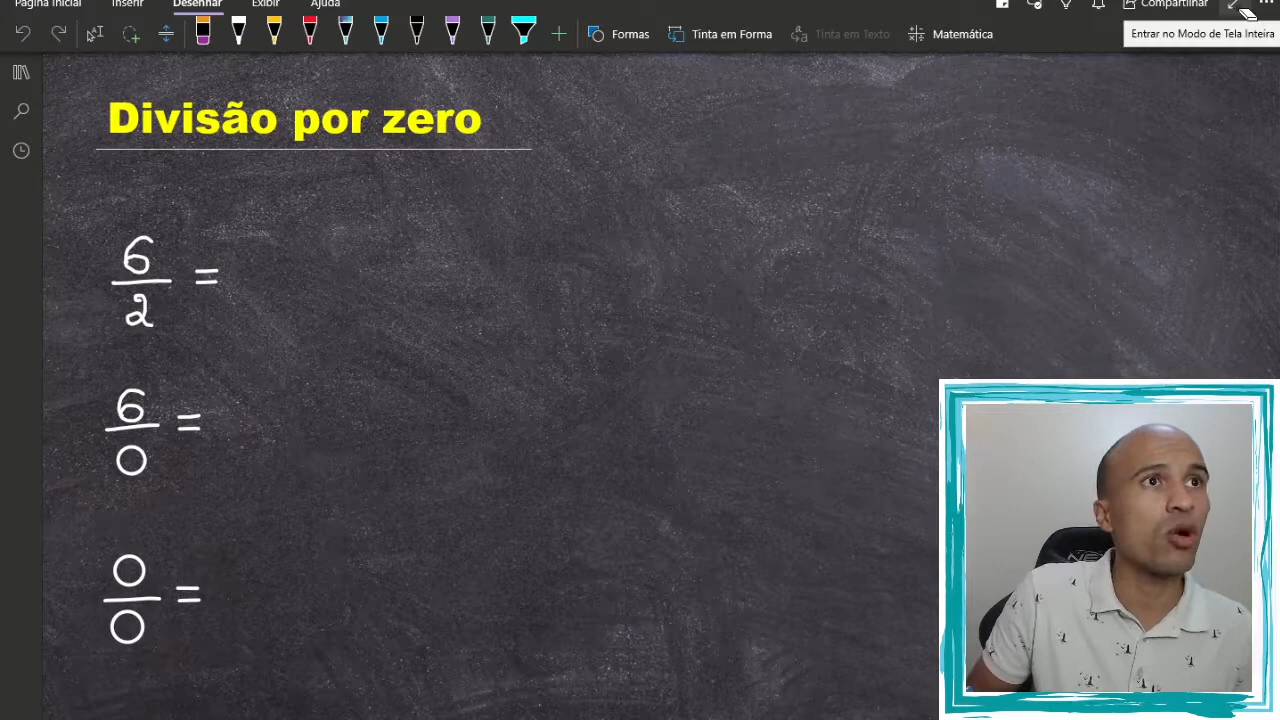 Página Inicial Inserir Desenhar Exibir Ajuda Compartilhar
Formas Tinta em Forma Tinta em Texto Matemática
Entrar no Modo de Tela Inteira
Divisão por zero
6/2 =
6/0 =
0/0 =